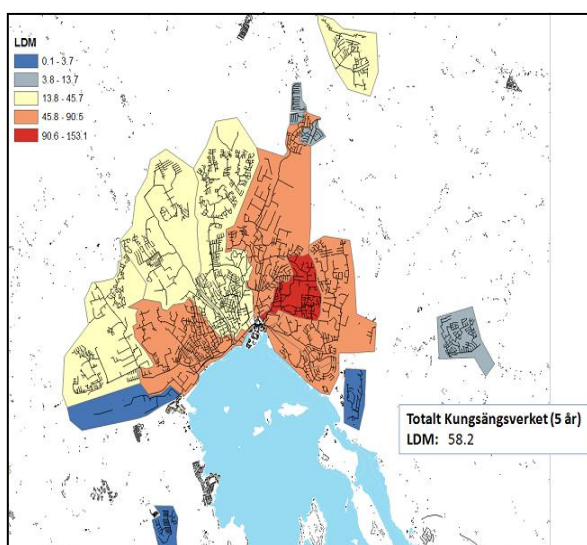 LDM
0.1 - 3.7
3.8 - 13.7
13.8 - 45.7
45.8 - 90.5
90.6 - 153.1
Totalt Kungsängsverket (5 år)
LDM: 58.2